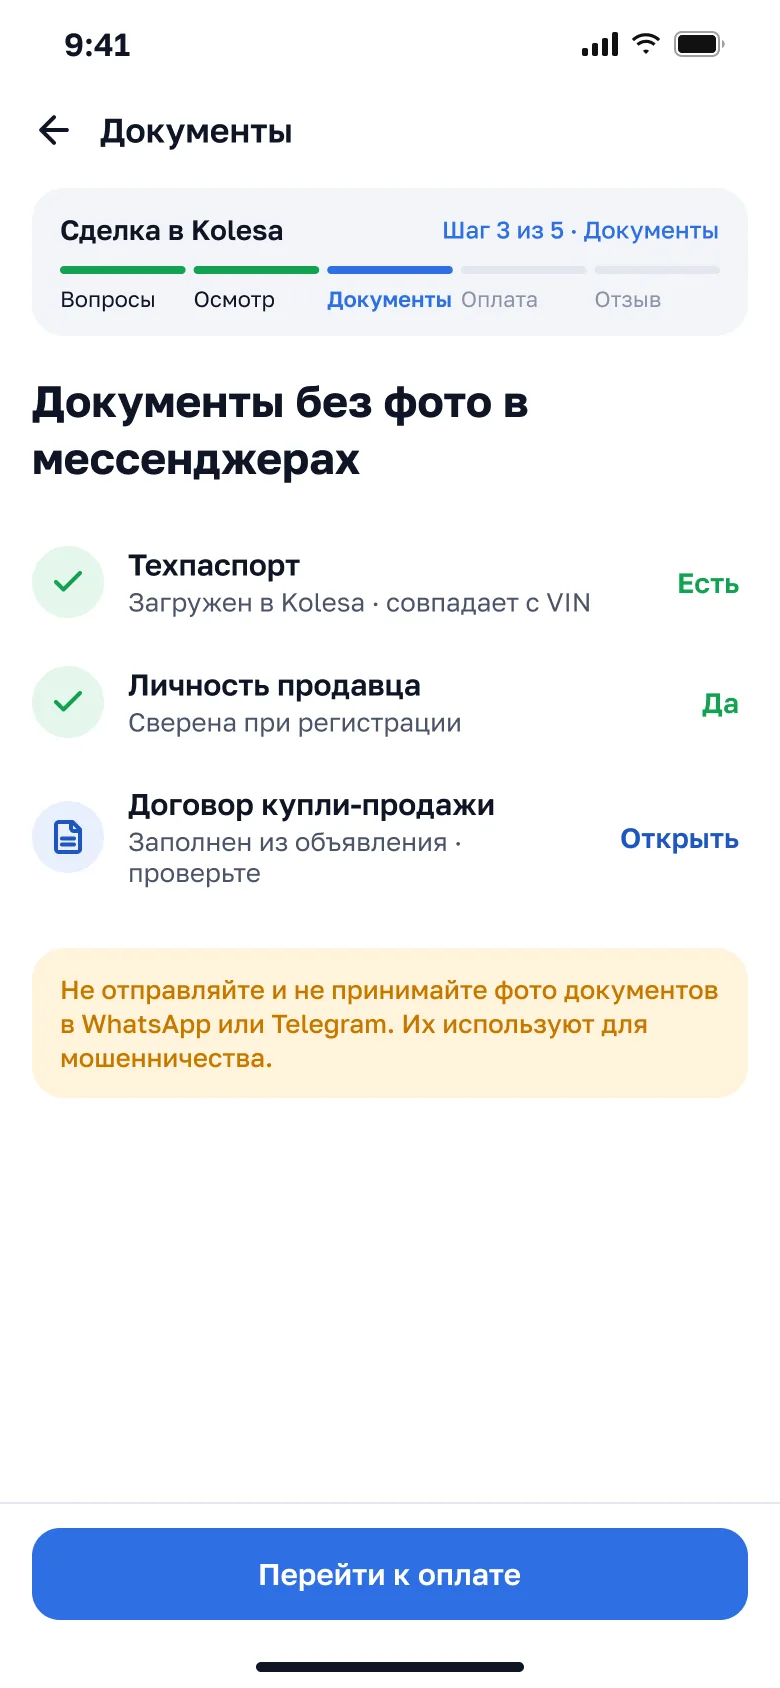 9:41
Документы
Сделка в Kolesa
Шаг 3 из 5 · Документы
Вопросы
Осмотр
Документы
Оплата
Отзыв
Документы без фото в
мессенджерах
Техпаспорт
Загружен в Kolesa · совпадает с VIN
Есть
Личность продавца
Сверена при регистрации
Да
Договор купли-продажи
Заполнен из объявления ·
проверьте
Открыть
Не отправляйте и не принимайте фото документов
в WhatsApp или Telegram. Их используют для
мошенничества.
Перейти к оплате